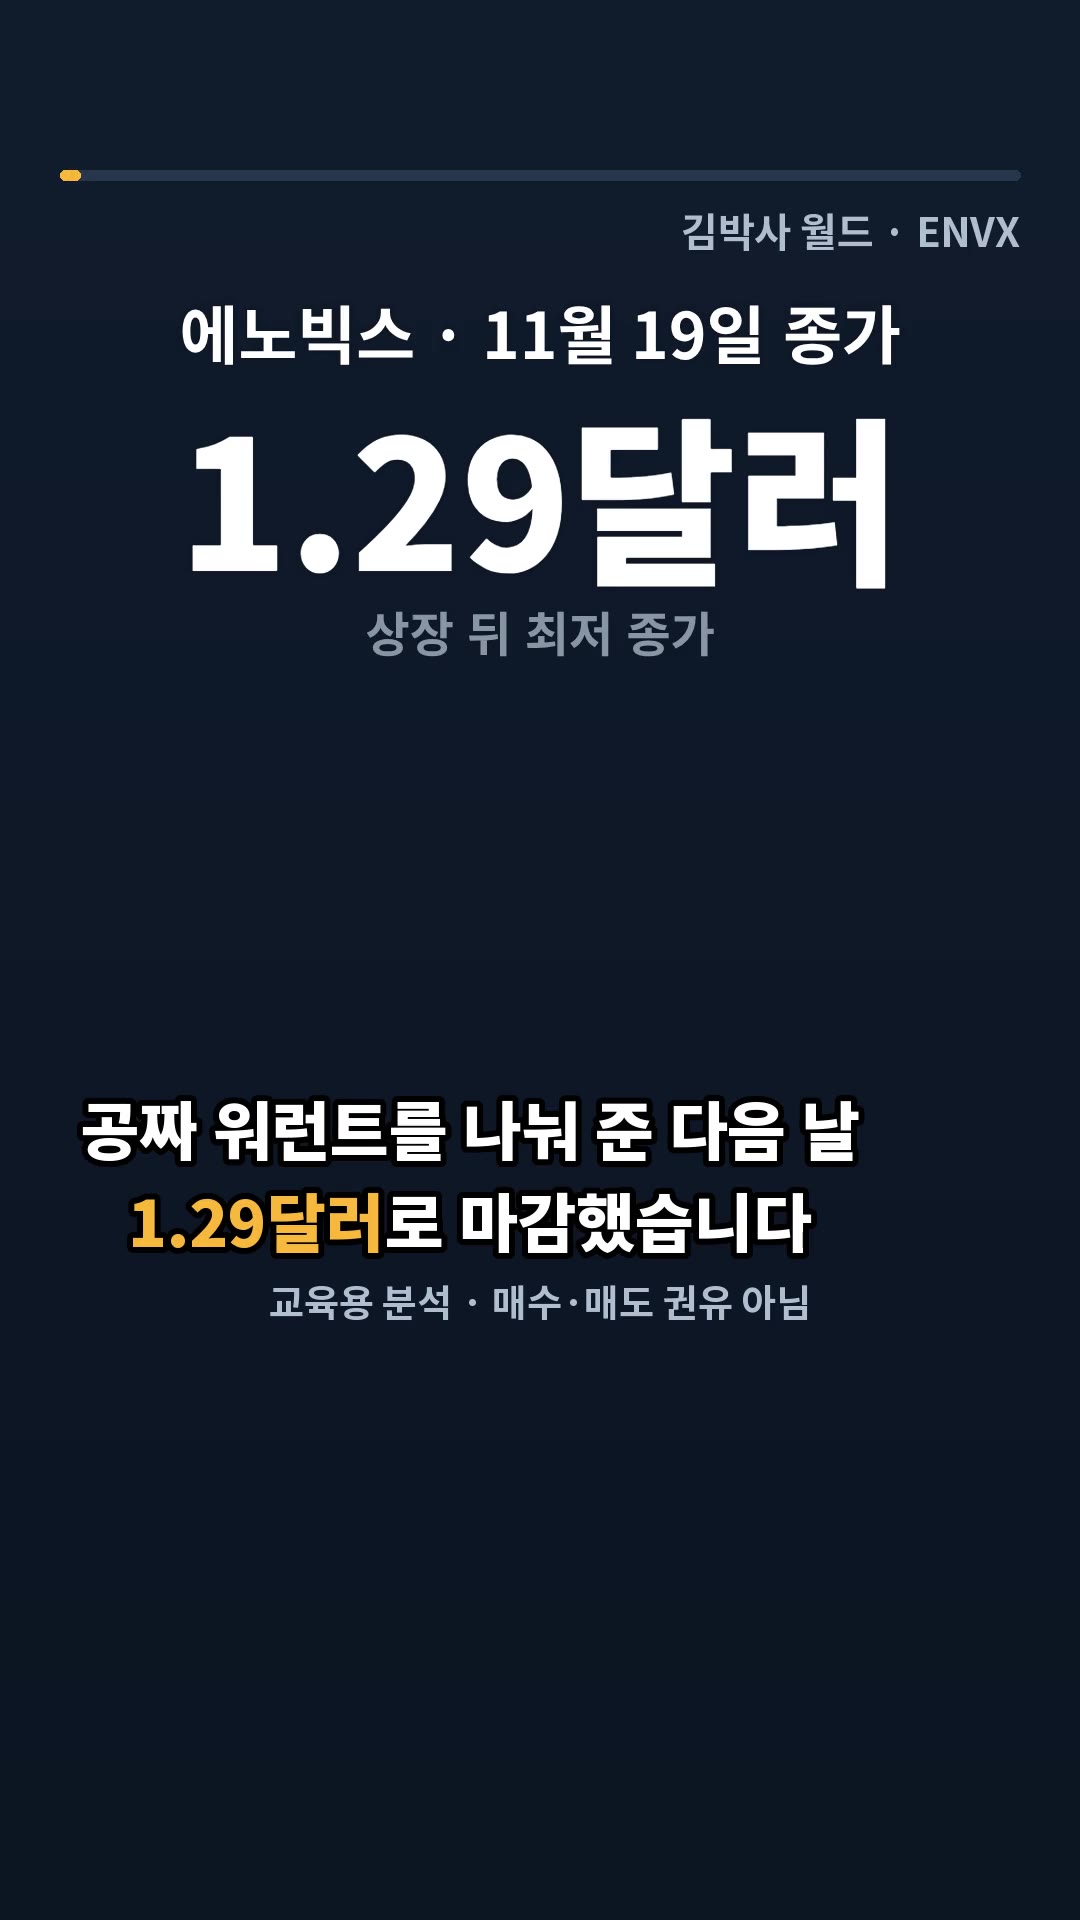 김박사 월드 · ENVX
에노빅스 · 11월 19일 종가
1.29달러
상장 뒤 최저 종가
공짜 워런트를 나눠 준 다음 날
1.29달러로 마감했습니다
교육용 분석 · 매수·매도 권유 아님